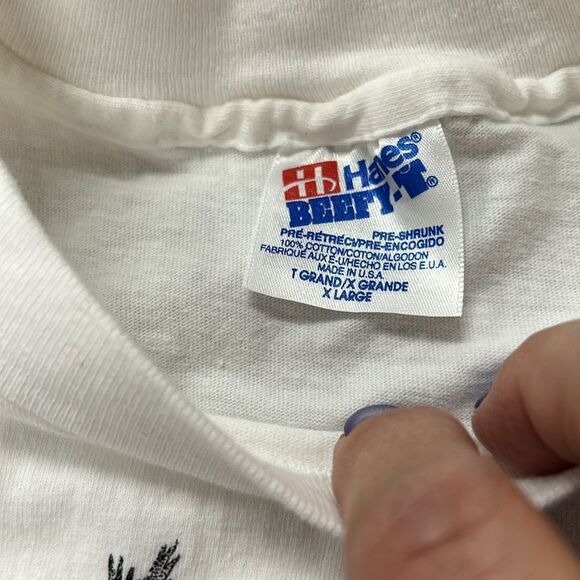 H Hanes®
BEEFY-T®
PRÉ-RÉTRÉCI/PRE-ENCOGIDO PRE-SHRUNK
100% COTTON/COTON/ALGODON
FABRIQUÉ AUX É-U/HECHO EN LOS E.U.A.
MADE IN U.S.A.
T GRAND/X GRANDE
X LARGE